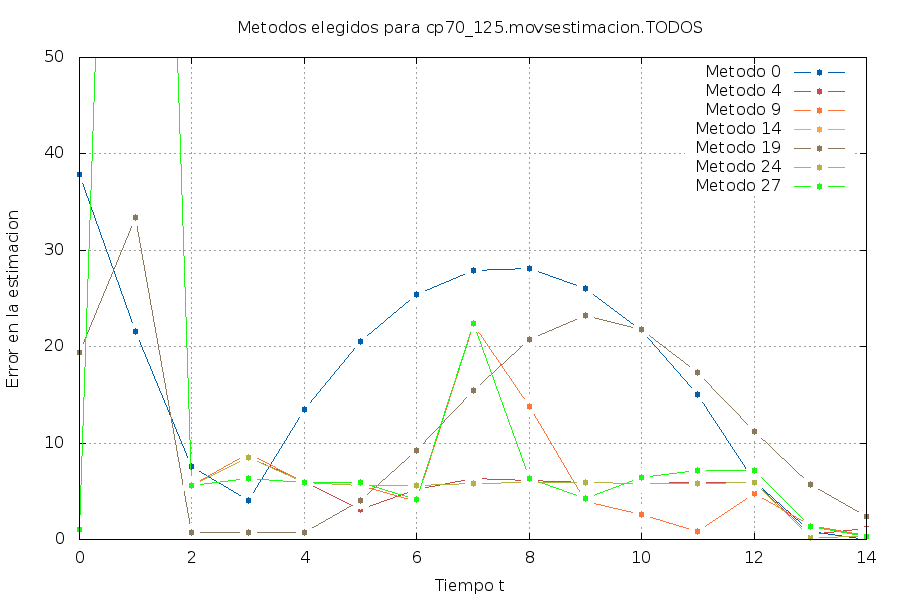 Metodos elegidos para cp70_125.movsestimacion.TODOS
50
40
30
20
10
0
Error en la estimacion
Metodo 0
Metodo 4
Metodo 9
Metodo 14
Metodo 19
Metodo 24
Metodo 27
0 2 4 6 8 10 12 14
Tiempo t